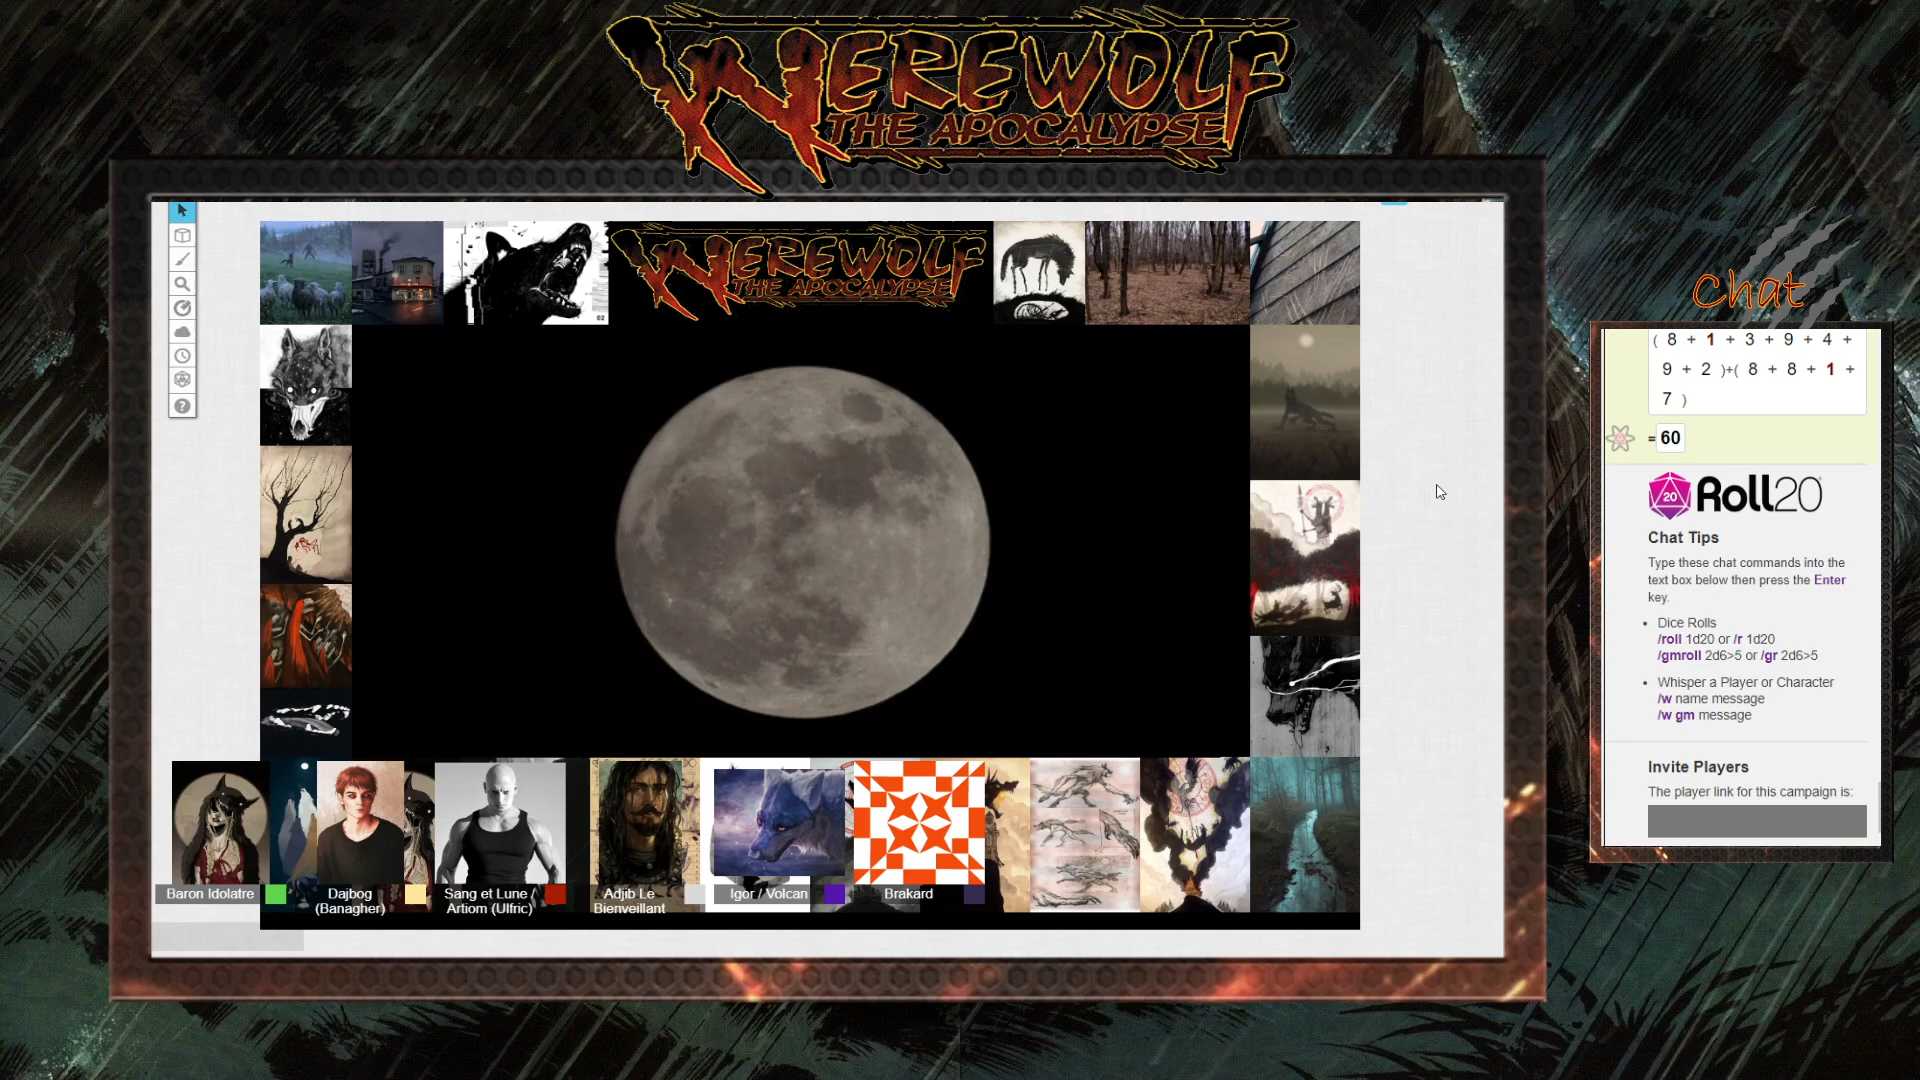 WEREWOLF
THE APOCALYPSE
WEREWOLF
THE APOCALYPSE
02
Baron Idolatre
Dajbog
(Banagher)
Sang et Lune /
Artiom (Ulfric)
Adjib Le
Bienveillant
Igor / Volcan
Brakard
Chat
( 8 + 1 + 3 + 9 + 4 +
9 + 2 )+( 8 + 8 + 1 +
7 )
= 60
20 Roll20
Chat Tips
Type these chat commands into the
text box below then press the Enter
key.
• Dice Rolls
/roll 1d20 or /r 1d20
/gmroll 2d6>5 or /gr 2d6>5
• Whisper a Player or Character
/w name message
/w gm message
Invite Players
The player link for this campaign is: